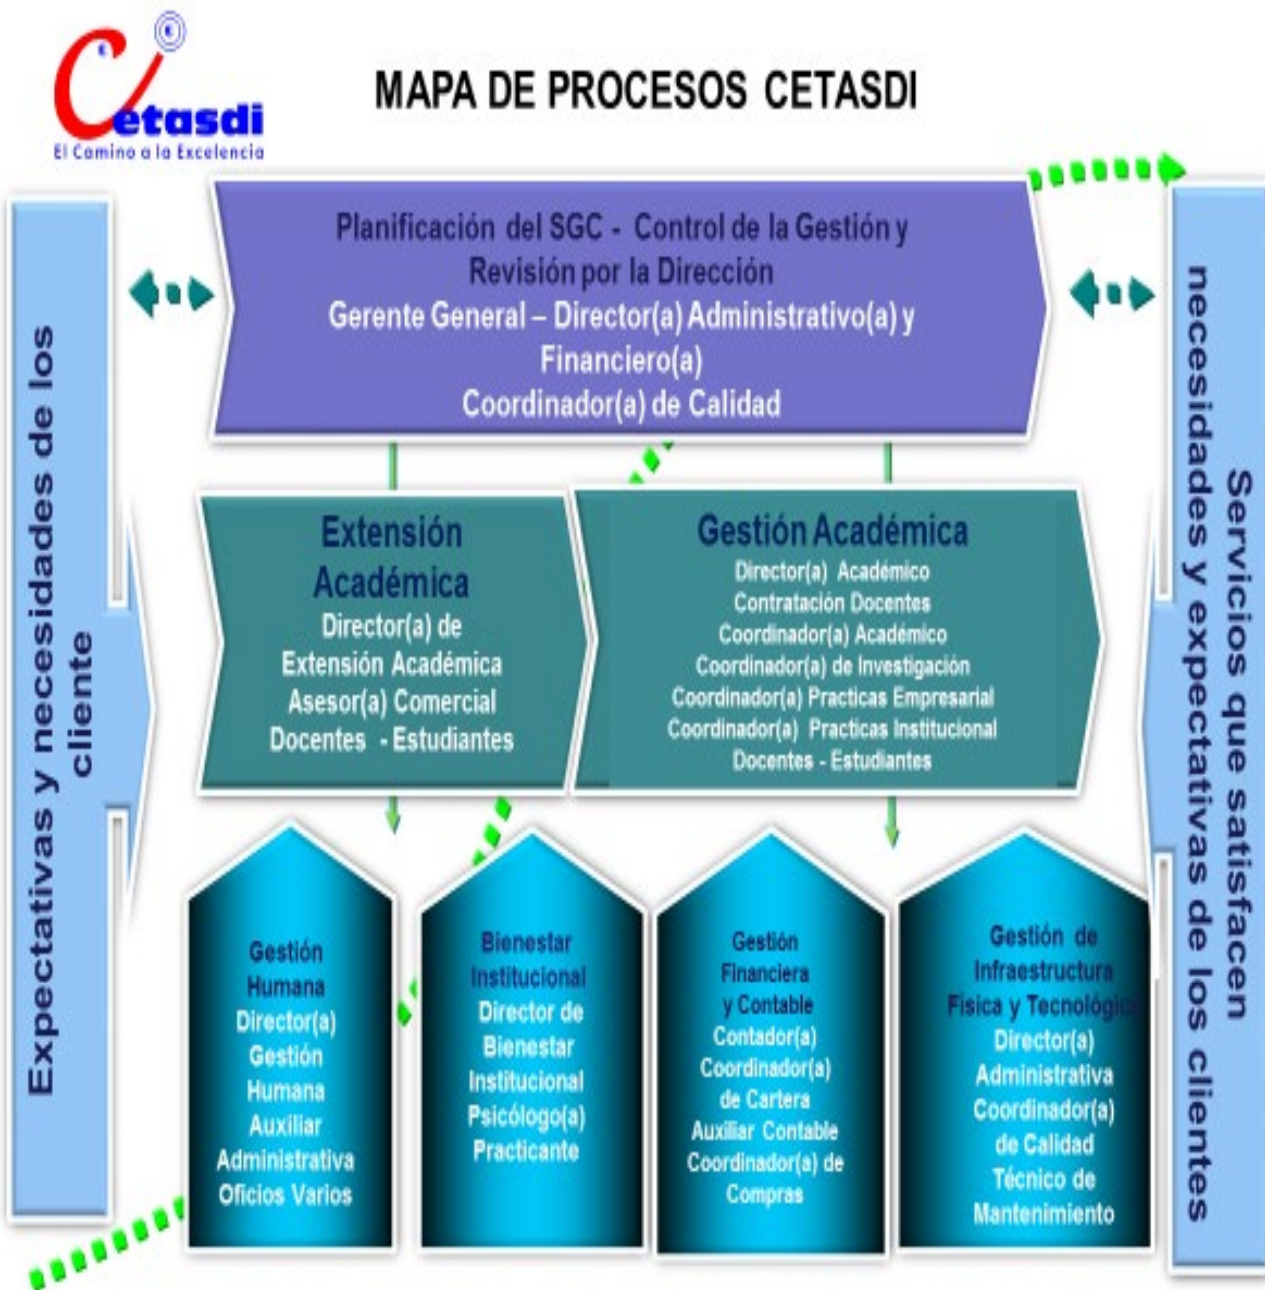 Cetasdi
El Camino a la Excelencia
MAPA DE PROCESOS CETASDI
Expectativas y necesidades de los
cliente
Planificación del SGC - Control de la Gestión y
Revisión por la Dirección
Gerente General – Director(a) Administrativo(a) y
Financiero(a)
Coordinador(a) de Calidad
Extensión
Académica
Director(a) de
Extensión Académica
Asesor(a) Comercial
Docentes - Estudiantes
Gestión Académica
Director(a) Académico
Contratación Docentes
Coordinador(a) Académico
Coordinador(a) de Investigación
Coordinador(a) Practicas Empresarial
Coordinador(a) Practicas Institucional
Docentes - Estudiantes
Gestión
Humana
Director(a)
Gestión
Humana
Auxiliar
Administrativa
Oficios Varios
Bienestar
Institucional
Director de
Bienestar
Institucional
Psicólogo(a)
Practicante
Gestión
Financiera
y Contable
Contador(a)
Coordinador(a)
de Cartera
Auxiliar Contable
Coordinador(a) de
Compras
Gestión de
Infraestructura
Física y Tecnológic
Director(a)
Administrativa
Coordinador(a)
de Calidad
Técnico de
Mantenimiento
Servicios que satisfacen
necesidades y expectativas de los clientes